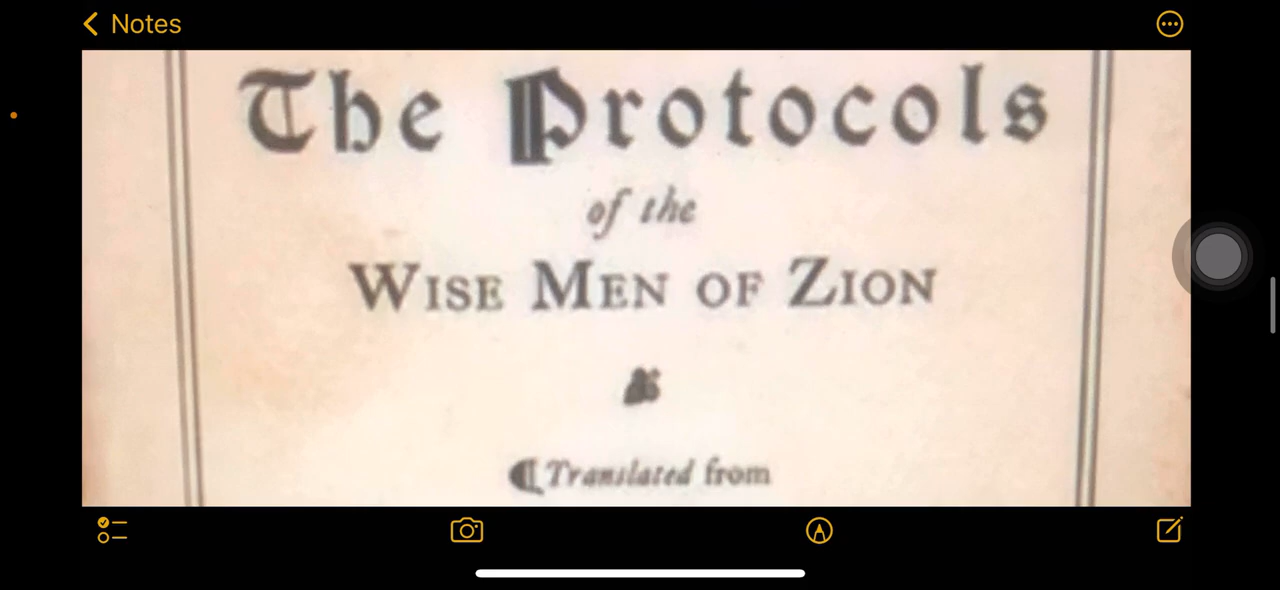 Notes
The Protocols
of the
WISE MEN OF ZION
Translated from